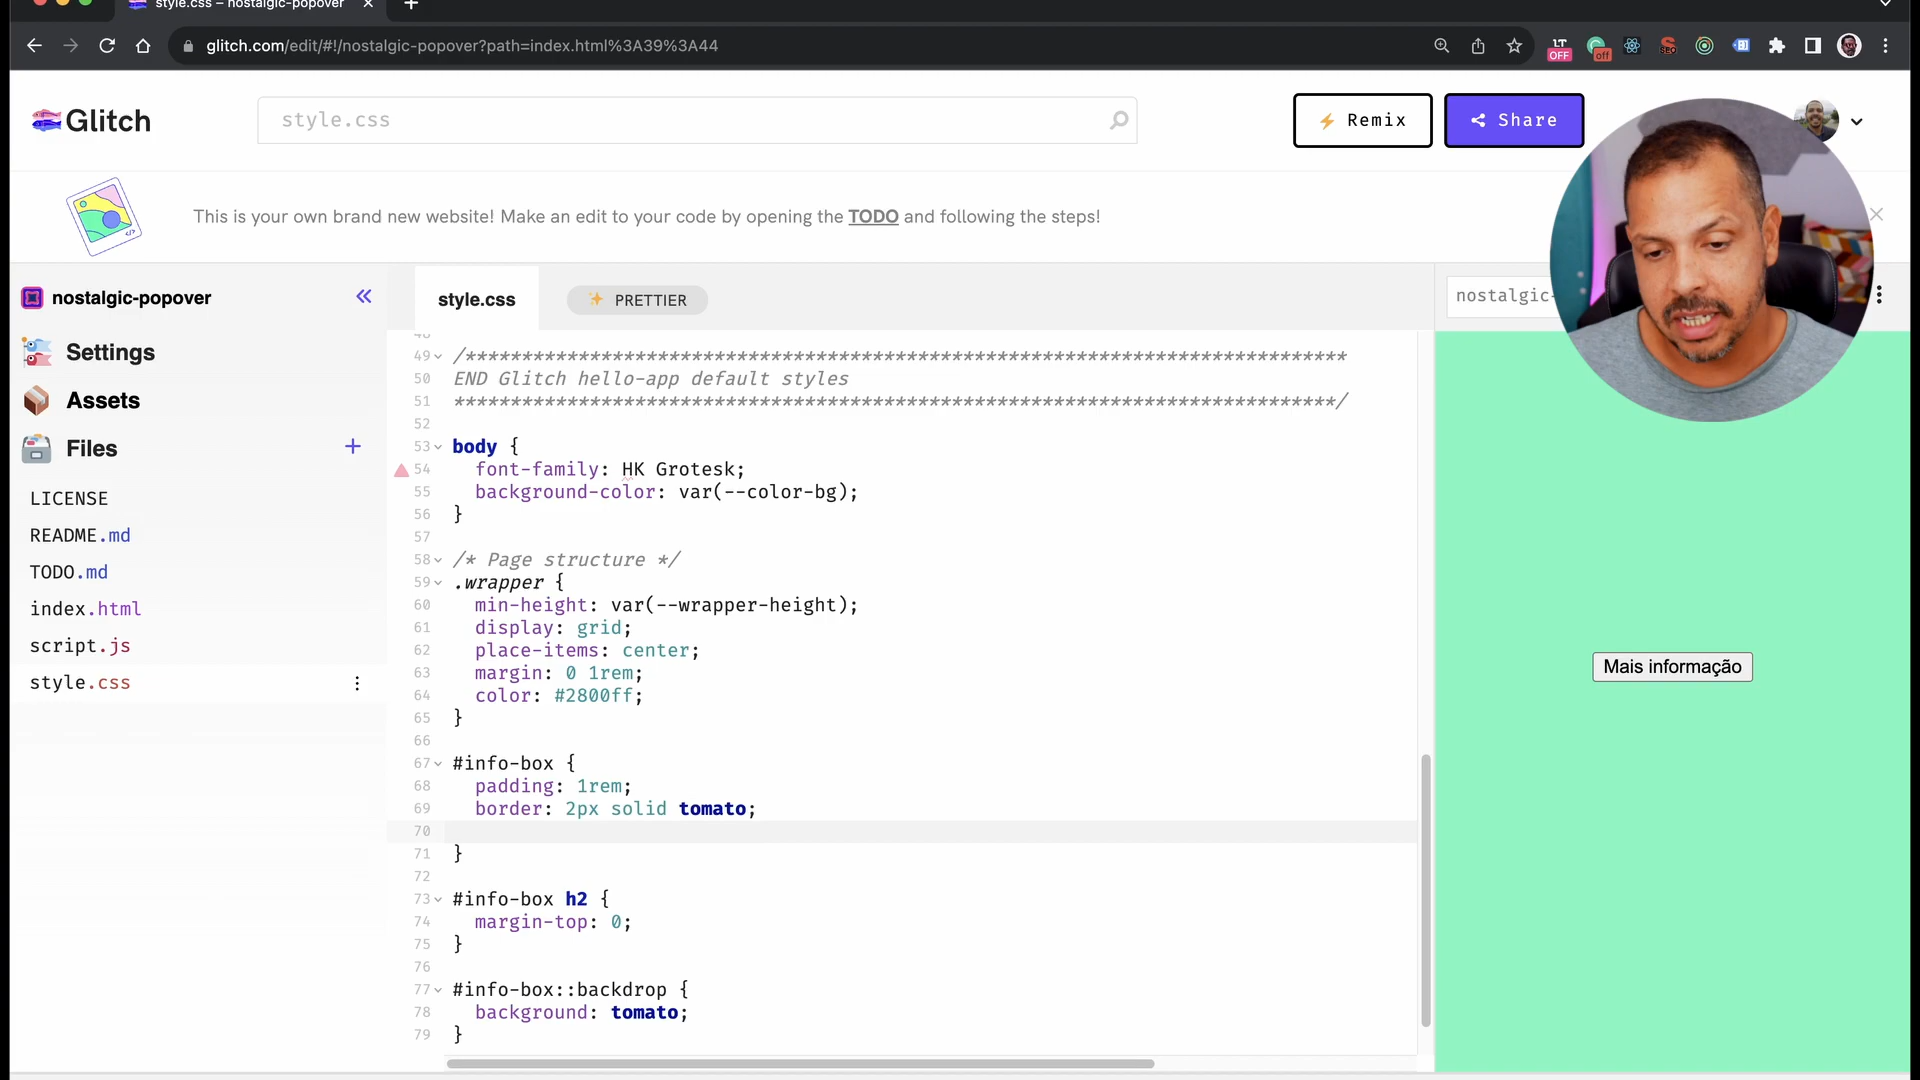 style.css – nostalgic-popover
glitch.com/edit/#!/nostalgic-popover?path=index.html%3A39%3A44
LT
OFF
off
SEO
Glitch
style.css
Remix
Share
This is your own brand new website! Make an edit to your code by opening the TODO and following the steps!
nostalgic-popover
style.css
PRETTIER
nostalgic-
Settings
Assets
Files
LICENSE
README.md
TODO.md
index.html
script.js
style.css
48
49 /******************************************************************************
50 END Glitch hello-app default styles
51 ******************************************************************************/
52
53 body {
54 font-family: HK Grotesk;
55 background-color: var(--color-bg);
56 }
57
58 /* Page structure */
59 .wrapper {
60 min-height: var(--wrapper-height);
61 display: grid;
62 place-items: center;
63 margin: 0 1rem;
64 color: #2800ff;
65 }
66
67 #info-box {
68 padding: 1rem;
69 border: 2px solid tomato;
70
71 }
72
73 #info-box h2 {
74 margin-top: 0;
75 }
76
77 #info-box::backdrop {
78 background: tomato;
79 }
Mais informação